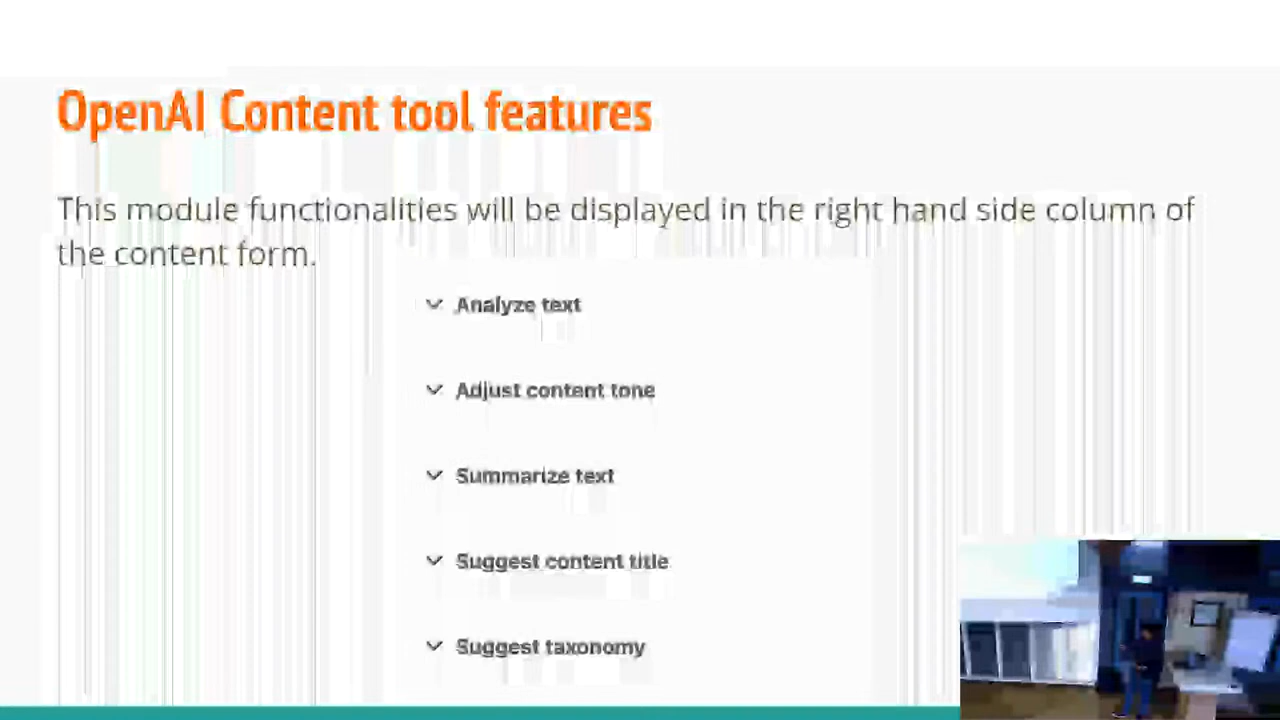 OpenAI Content tool features
This module functionalities will be displayed in the right hand side column of
the content form.
Analyze text
Adjust content tone
Summarize text
Suggest content title
Suggest taxonomy